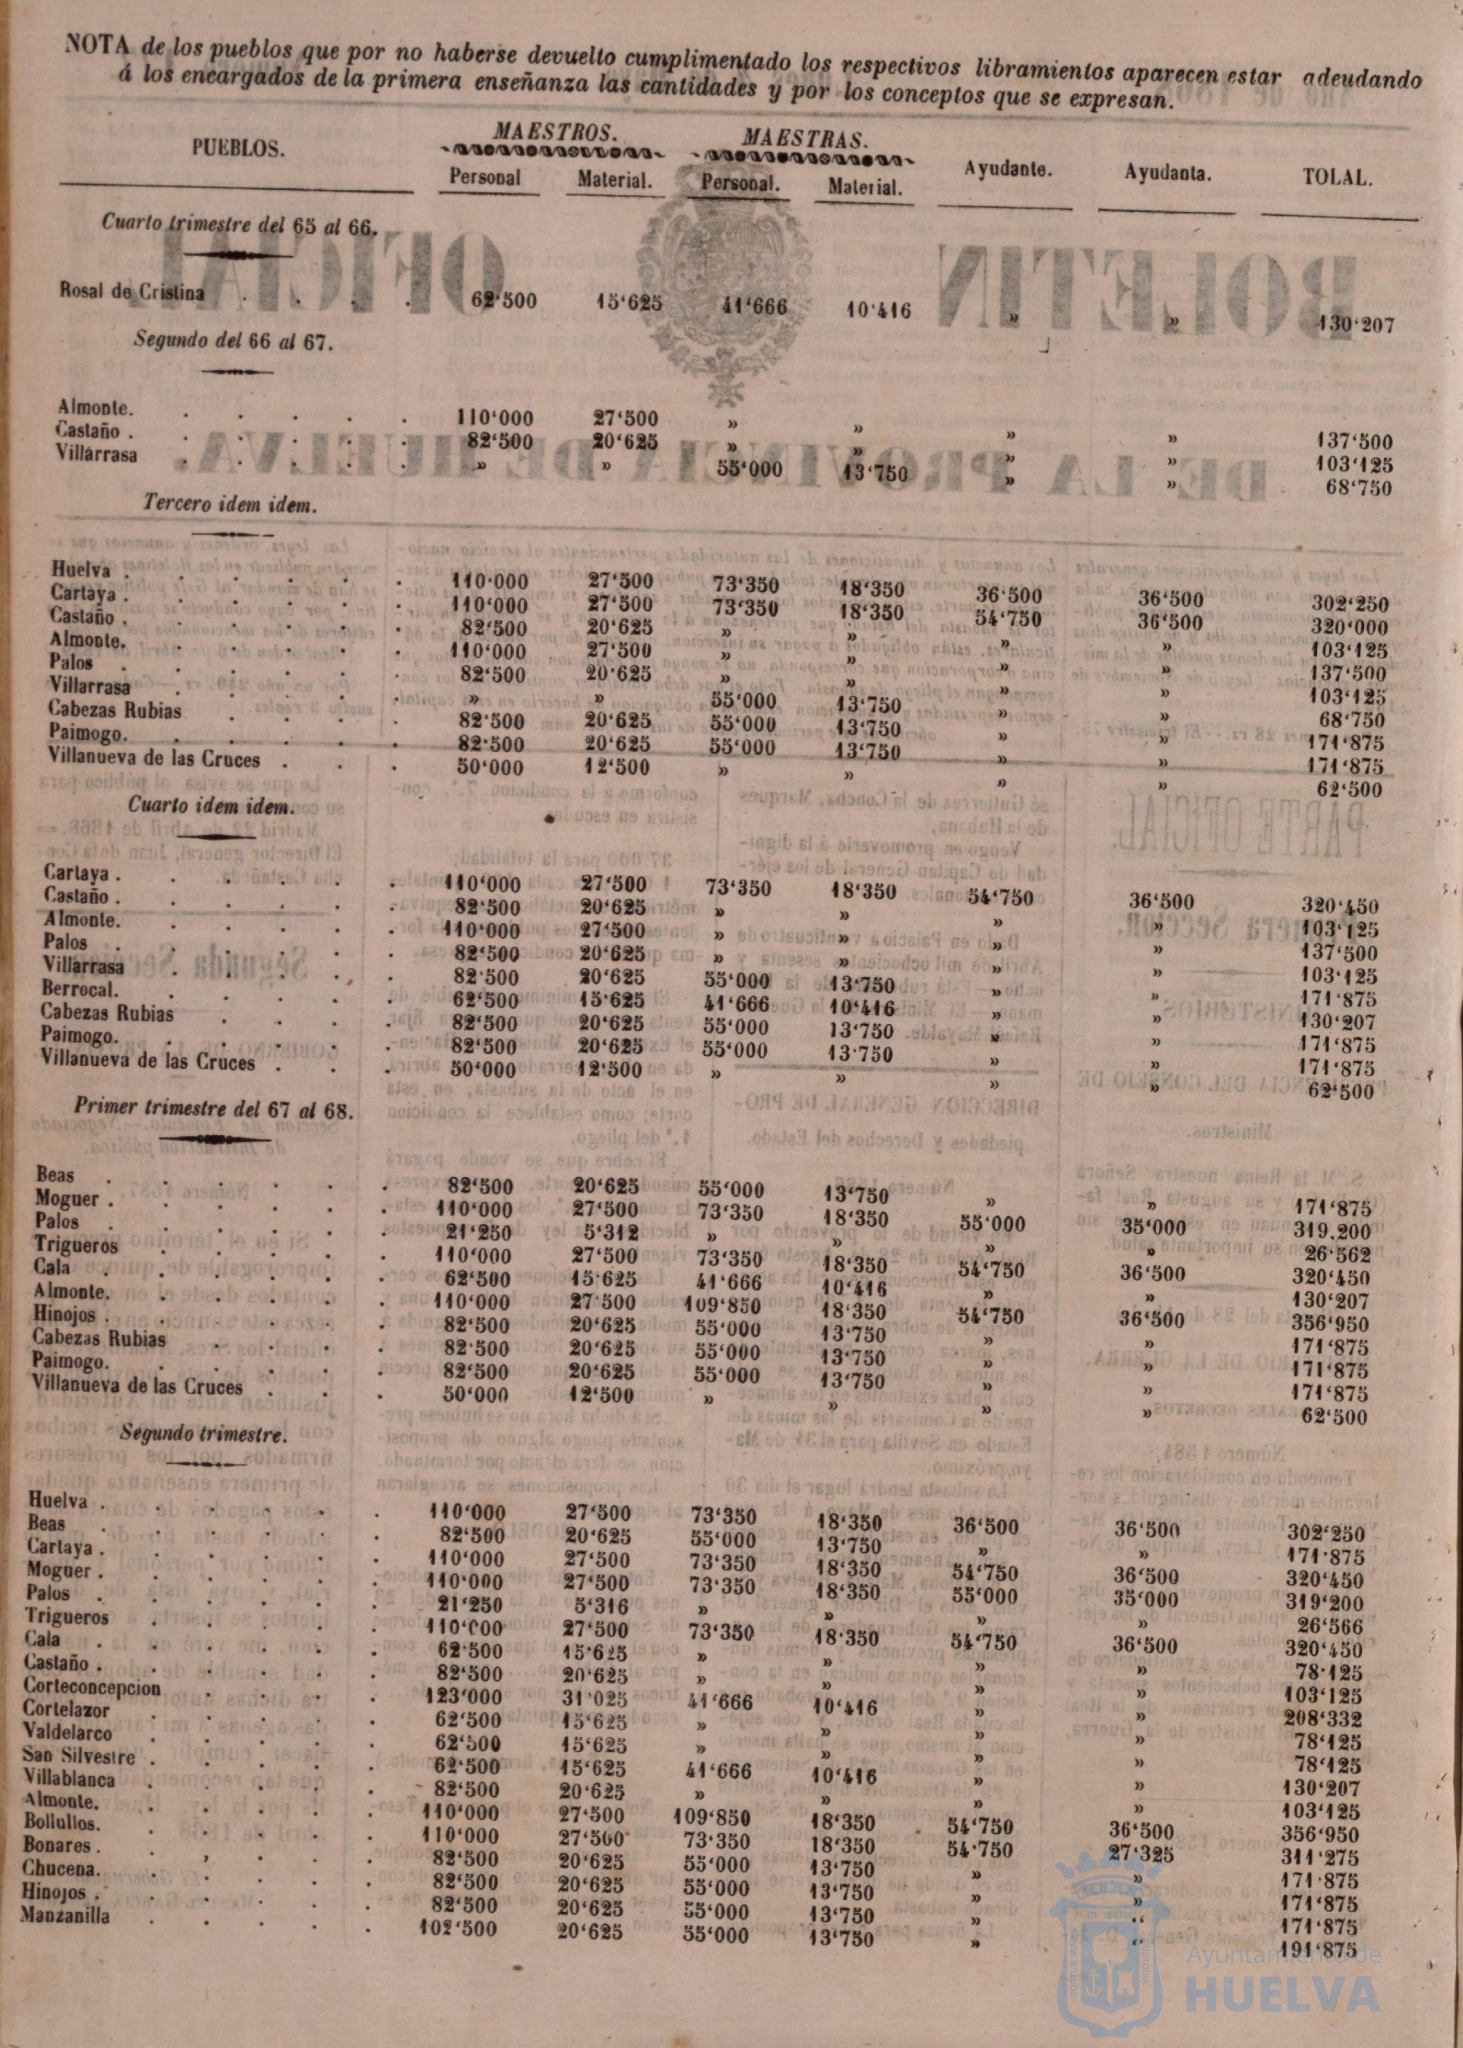 NOTA de los pueblos que por no haberse devuelto cumplimentado los respectivos libramientos aparecen estar adeudando
á los encargados de la primera enseñanza las cantidades y por los conceptos que se expresan.
PUEBLOS. MAESTROS. MAESTRAS. Ayudante. Ayudanta. TOLAL.
Personal Material. Personal. Material.
Cuarto trimestre del 65 al 66.
Rosal de Cristina . . . . 62‘500 15‘625 41‘666 10‘416 » » 130‘207
Segundo del 66 al 67.
Almonte. . . . . . 110‘000 27‘500 » » » » 137‘500
Castaño . . . . . . 82‘500 20‘625 » » » » 103‘125
Villarrasa . . . . . » » 55‘000 13‘750 » » 68‘750
Tercero idem idem.
Huelva . . . . . . 110‘000 27‘500 73‘350 18‘350 36‘500 36‘500 302‘250
Cartaya . . . . . . 110‘000 27‘500 73‘350 18‘350 54‘750 36‘500 320‘000
Castaño . . . . . . 82‘500 20‘625 » » » » 103‘125
Almonte. . . . . . 110‘000 27‘500 » » » » 137‘500
Palos . . . . . . 82‘500 20‘625 » » » » 103‘125
Villarrasa . . . . . » » 55‘000 13‘750 » » 68‘750
Cabezas Rubias . . . . 82‘500 20‘625 55‘000 13‘750 » » 171‘875
Paimogo. . . . . . 82‘500 20‘625 55‘000 13‘750 » » 171‘875
Villanueva de las Cruces . . . 50‘000 12‘500 » » » » 62‘500
Cuarto idem idem.
Cartaya . . . . . . 110‘000 27‘500 73‘350 18‘350 54‘750 36‘500 320‘450
Castaño . . . . . . 82‘500 20‘625 » » » » 103‘125
Almonte. . . . . . 110‘000 27‘500 » » » » 137‘500
Palos . . . . . . 82‘500 20‘625 » » » » 103‘125
Villarrasa . . . . . 82‘500 20‘625 55‘000 13‘750 » » 171‘875
Berrocal. . . . . . 62‘500 15‘625 41‘666 10‘416 » » 130‘207
Cabezas Rubias . . . . 82‘500 20‘625 55‘000 13‘750 » » 171‘875
Paimogo. . . . . . 82‘500 20‘625 55‘000 13‘750 » » 171‘875
Villanueva de las Cruces . . . 50‘000 12‘500 » » » » 62‘500
Primer trimestre del 67 al 68.
Beas . . . . . . 82‘500 20‘625 55‘000 13‘750 » » 171‘875
Moguer . . . . . . 110‘000 27‘500 73‘350 18‘350 55‘000 35‘000 319.200
Palos . . . . . . 21‘250 5‘312 » » » » 26‘562
Trigueros . . . . . 110‘000 27‘500 73‘350 18‘350 54‘750 36‘500 320‘450
Cala . . . . . . 62‘500 15‘625 41‘666 10‘416 » » 130‘207
Almonte. . . . . . 110‘000 27‘500 109‘850 18‘350 54‘750 36‘500 356‘950
Hinojos . . . . . . 82‘500 20‘625 55‘000 13‘750 » » 171‘875
Cabezas Rubias . . . . 82‘500 20‘625 55‘000 13‘750 » » 171‘875
Paimogo. . . . . . 82‘500 20‘625 55‘000 13‘750 » » 171‘875
Villanueva de las Cruces . . . 50‘000 12‘500 » » » » 62‘500
Segundo trimestre.
Huelva . . . . . . 110‘000 27‘500 73‘350 18‘350 36‘500 36‘500 302‘250
Beas . . . . . . 82‘500 20‘625 55‘000 13‘750 » » 171‘875
Cartaya . . . . . . 110‘000 27‘500 73‘350 18‘350 54‘750 36‘500 320‘450
Moguer . . . . . . 110‘000 27‘500 73‘350 18‘350 55‘000 35‘000 319‘200
Palos . . . . . . 21‘250 5‘316 » » » » 26‘566
Trigueros . . . . . 110‘000 27‘500 73‘350 18‘350 54‘750 36‘500 320‘450
Cala . . . . . . 62‘500 15‘625 » » » » 78‘125
Castaño . . . . . . 82‘500 20‘625 » » » » 103‘125
Corteconcepcion . . . . 123‘000 31‘025 41‘666 10‘416 » » 208‘332
Cortelazor . . . . . 62‘500 15‘625 » » » » 78‘125
Valdelarco . . . . . 62‘500 15‘625 » » » » 78‘125
San Silvestre . . . . . 62‘500 15‘625 41‘666 10‘416 » » 130‘207
Villablanca . . . . . 82‘500 20‘625 » » » » 103‘125
Almonte. . . . . . 110‘000 27‘500 109‘850 18‘350 54‘750 36‘500 356‘950
Bollullos. . . . . . 110‘000 27‘500 73‘350 18‘350 54‘750 27‘325 311‘275
Bonares . . . . . . 82‘500 20‘625 55‘000 13‘750 » » 171‘875
Chucena. . . . . . 82‘500 20‘625 55‘000 13‘750 » » 171‘875
Hinojos . . . . . . 82‘500 20‘625 55‘000 13‘750 » » 171‘875
Manzanilla . . . . . 102‘500 20‘625 55‘000 13‘750 » » 191‘875
Ayuntamiento de
HUELVA